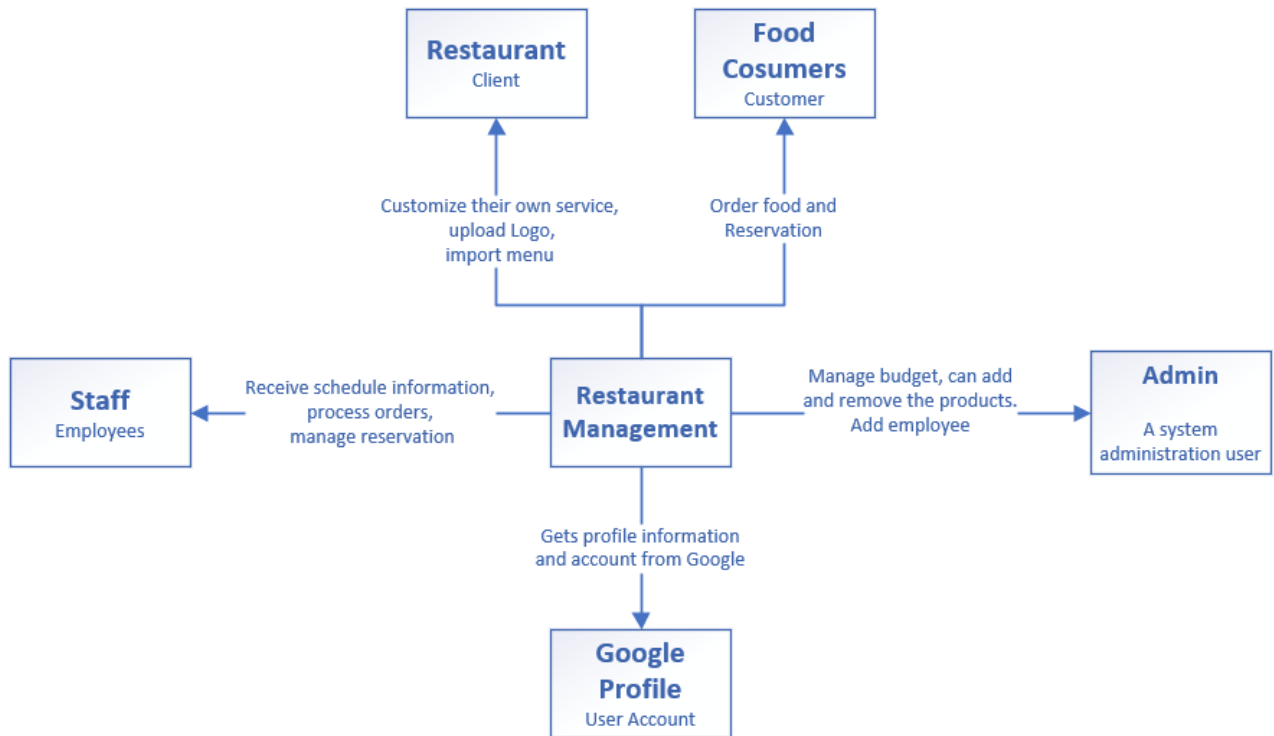 Restaurant
Client
Food
Cosumers
Customer
Customize their own service,
upload Logo,
import menu
Order food and
Reservation
Staff
Employees
Receive schedule information,
process orders,
manage reservation
Restaurant
Management
Manage budget, can add
and remove the products.
Add employee
Admin
A system
administration user
Gets profile information
and account from Google
Google
Profile
User Account